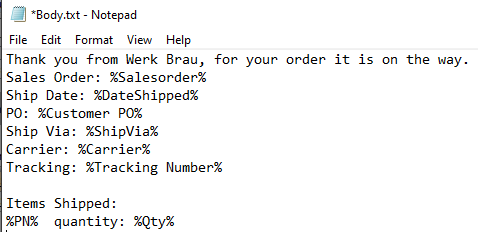 *Body.txt - Notepad
File Edit Format View Help
Thank you from Werk Brau, for your order it is on the way.
Sales Order: %Salesorder%
Ship Date: %DateShipped%
PO: %Customer PO%
Ship Via: %ShipVia%
Carrier: %Carrier%
Tracking: %Tracking Number%

Items Shipped:
%PN%  quantity: %Qty%